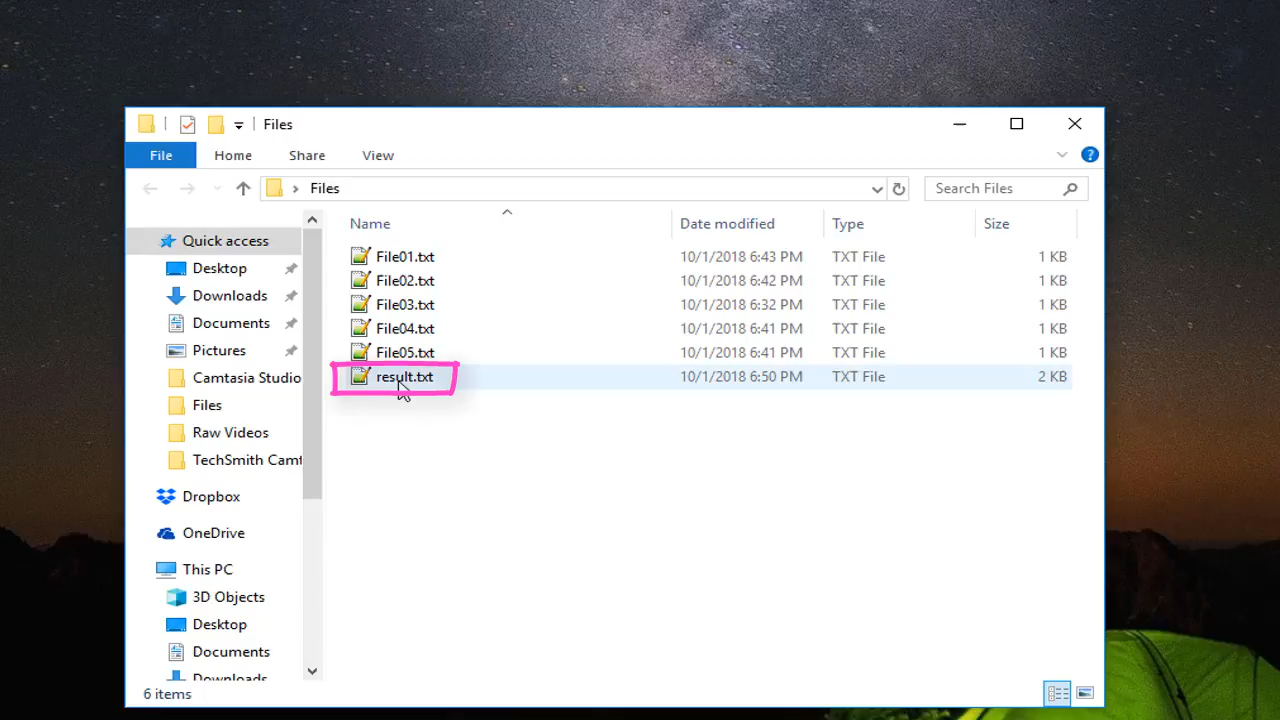 Files
File Home Share View
Files Search Files
Name Date modified Type Size
Quick access
Desktop
Downloads
Documents
Pictures
Camtasia Studio
Files
Raw Videos
TechSmith Camt
Dropbox
OneDrive
This PC
3D Objects
Desktop
Documents
Downloads
File01.txt 10/1/2018 6:43 PM TXT File 1 KB
File02.txt 10/1/2018 6:42 PM TXT File 1 KB
File03.txt 10/1/2018 6:32 PM TXT File 1 KB
File04.txt 10/1/2018 6:41 PM TXT File 1 KB
File05.txt 10/1/2018 6:41 PM TXT File 1 KB
result.txt 10/1/2018 6:50 PM TXT File 2 KB
6 items